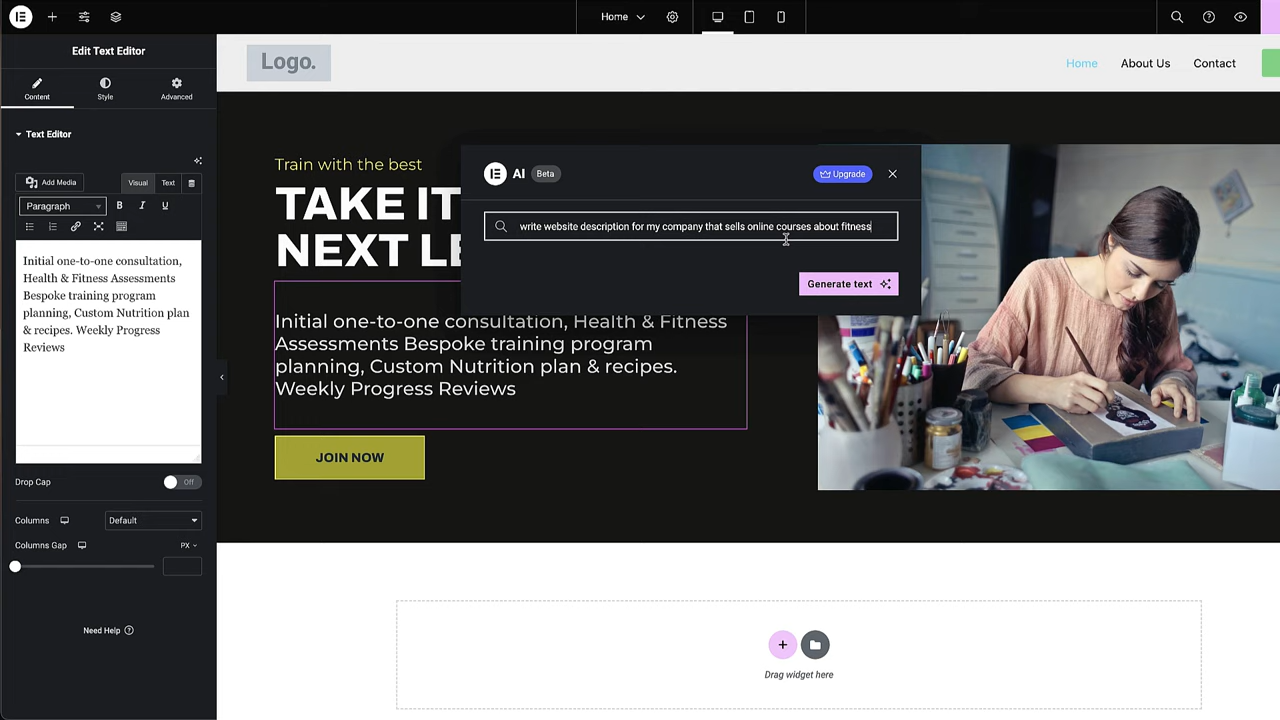 Home
Edit Text Editor
Content
Style
Advanced
Text Editor
Add Media
Visual
Text
Paragraph
B
I
U
Initial one-to-one consultation,
Health & Fitness Assessments
Bespoke training program
planning, Custom Nutrition plan
& recipes. Weekly Progress
Reviews
Drop Cap
Off
Columns
Default
Columns Gap
PX
Need Help
Logo.
Home
About Us
Contact
Train with the best
TAKE IT
NEXT LE
AI
Beta
Upgrade
write website description for my company that sells online courses about fitness
Generate text
Initial one-to-one consultation, Health & Fitness
Assessments Bespoke training program
planning, Custom Nutrition plan & recipes.
Weekly Progress Reviews
JOIN NOW
Drag widget here